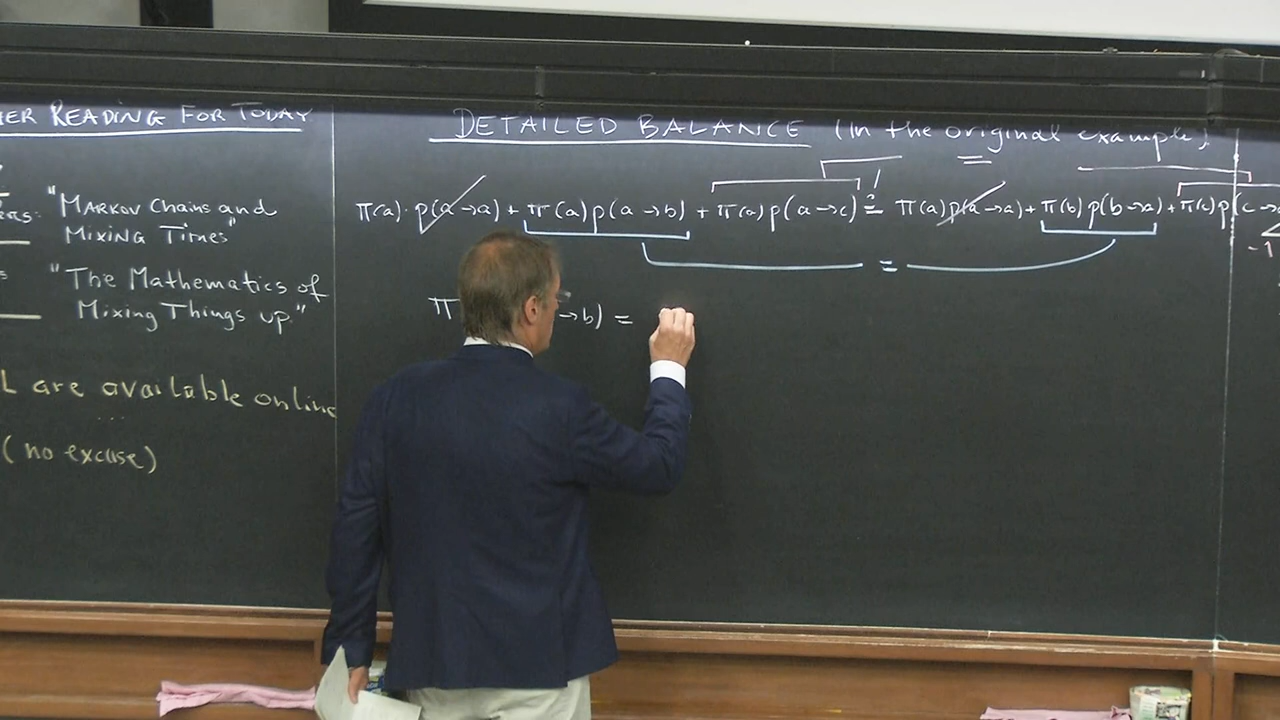 READING FOR TODAY
"MARKOV Chains and
MIXING Times"
"The Mathematics of
Mixing Things up."
L are available online
...
(no excuse)
DETAILED BALANCE (in the original example)
π(a)·p(a→a) + π(a)p(a→b) + π(a)p(a→c) ?= π(a)p(a→a) + π(b)p(b→a) + π(c)p(c→
=
π →b) =
-1